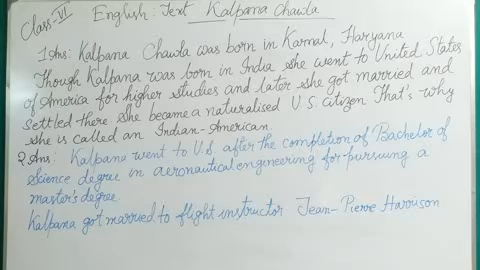 Class-VI English: Text Kalpana Chawla
1 Ans: Kalpana Chawla was born in Karnal, Haryana
Though Kalpana was born in India she went to United States
of America for higher studies and later she got married and
settled there. She became a naturalised U.S. citizen That's why
she is called an Indian-American.
2 Ans: Kalpana went to U.S. after the completion of Bachelor of
Science degree in aeronautical engineering for pursuing a
master's degree
Kalpana got married to flight instructor Jean-Pierre Harrison